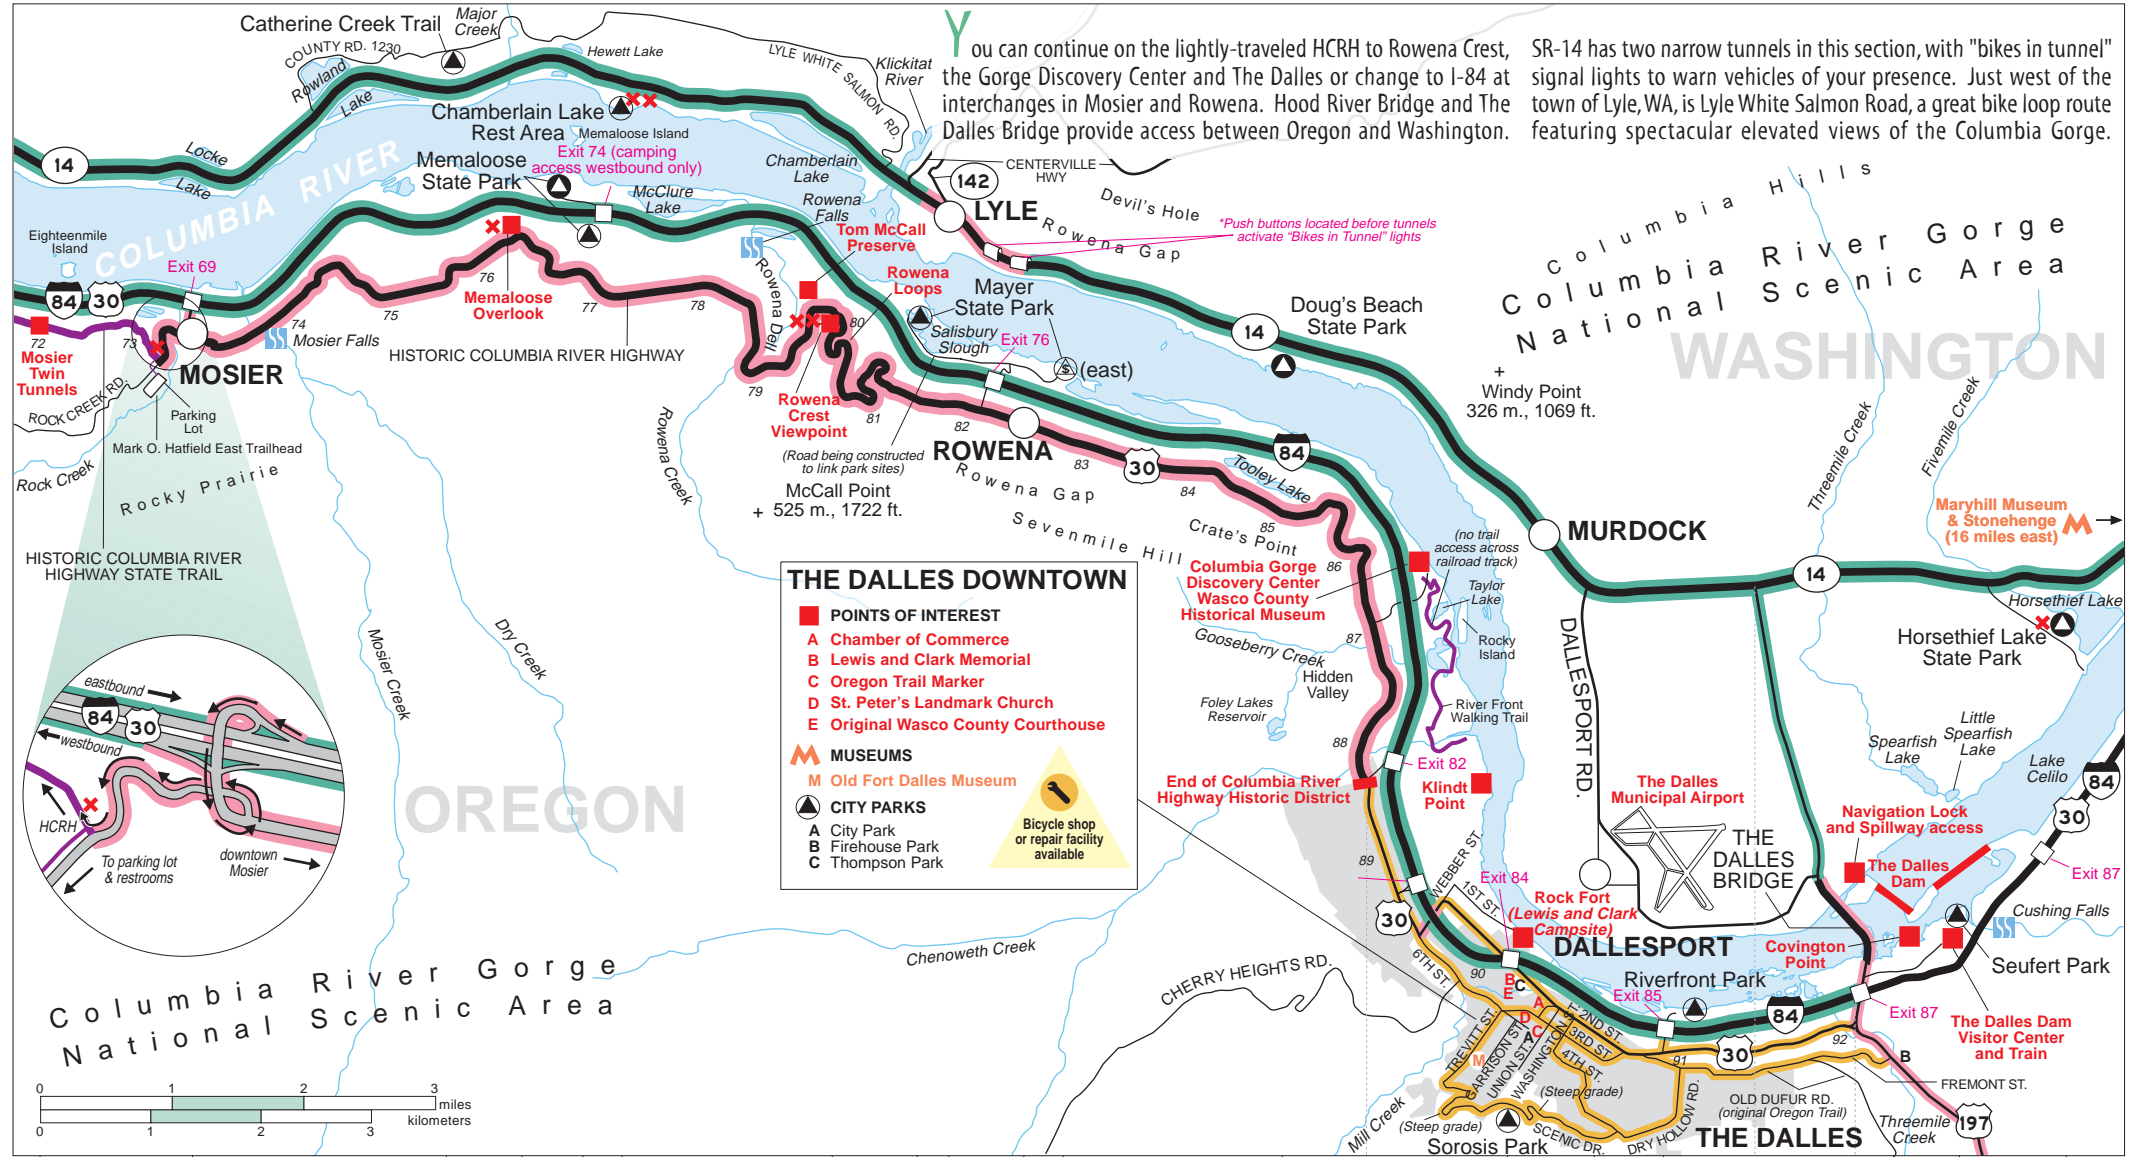 You can continue on the lightly-traveled HCRH to Rowena Crest,
the Gorge Discovery Center and The Dalles or change to I-84 at
interchanges in Mosier and Rowena. Hood River Bridge and The
Dalles Bridge provide access between Oregon and Washington.
SR-14 has two narrow tunnels in this section, with "bikes in tunnel"
signal lights to warn vehicles of your presence. Just west of the
town of Lyle, WA, is Lyle White Salmon Road, a great bike loop route
featuring spectacular elevated views of the Columbia Gorge.
Catherine Creek Trail
Major
Creek
COUNTY RD. 1230
Rowland
Lake
Hewett Lake
LYLE WHITE SALMON RD.
Klickitat
River
Chamberlain Lake
Rest Area
Memaloose Island
Memaloose
State Park
Exit 74 (camping
access westbound only)
McClure
Lake
Chamberlain
Lake
Rowena
Falls
Tom McCall
Preserve
Rowena
Loops
14
Locke
Lake
COLUMBIA RIVER
Eighteenmile
Island
Exit 69
84
30
72
73
74
75
76
77
78
79
80
81
82
83
84
85
86
87
88
89
90
91
92
Mosier
Twin
Tunnels
ROCK CREEK RD.
MOSIER
Mosier Falls
Parking
Lot
Mark O. Hatfield East Trailhead
Rock Creek
Rocky Prairie
HISTORIC COLUMBIA RIVER
HIGHWAY STATE TRAIL
Memaloose
Overlook
HISTORIC COLUMBIA RIVER HIGHWAY
Rowena Dell
Rowena
Crest
Viewpoint
Rowena Creek
(Road being constructed
to link park sites)
McCall Point
+ 525 m., 1722 ft.
142
CENTERVILLE
HWY
LYLE
Devil's Hole
Rowena Gap
*Push buttons located before tunnels
activate "Bikes in Tunnel" lights
Mayer
State Park
Salisbury
Slough
Exit 76
$
(east)
ROWENA
Rowena Gap
Sevenmile Hill
30
84
14
Doug's Beach
State Park
Tooley Lake
Crate's Point
Columbia Hills
Columbia River Gorge
National Scenic Area
WASHINGTON
+
Windy Point
326 m., 1069 ft.
Threemile Creek
Fivemile Creek
Maryhill Museum
& Stonehenge
(16 miles east)
M
MURDOCK
14
(no trail
access across
railroad track)
Columbia Gorge
Discovery Center
Wasco County
Historical Museum
Taylor
Lake
Rocky
Island
Gooseberry Creek
Hidden
Valley
Foley Lakes
Reservoir
River Front
Walking Trail
Exit 82
Klindt
Point
End of Columbia River
Highway Historic District
DALLESPORT RD.
Horsethief Lake
Horsethief Lake
State Park
Little
Spearfish
Lake
Spearfish
Lake
Lake
Celilo
84
30
Exit 87
The Dalles
Municipal Airport
THE
DALLES
BRIDGE
Navigation Lock
and Spillway access
The Dalles
Dam
Cushing Falls
Covington
Point
Seufert Park
THE DALLES DOWNTOWN
POINTS OF INTEREST
A Chamber of Commerce
B Lewis and Clark Memorial
C Oregon Trail Marker
D St. Peter's Landmark Church
E Original Wasco County Courthouse
M MUSEUMS
M Old Fort Dalles Museum
CITY PARKS
A City Park
B Firehouse Park
C Thompson Park
Bicycle shop
or repair facility
available
Mosier Creek
Dry Creek
eastbound
84
30
westbound
HCRH
To parking lot
& restrooms
downtown
Mosier
OREGON
Columbia River Gorge
National Scenic Area
Chenoweth Creek
CHERRY HEIGHTS RD.
30
WEBBER ST.
1ST ST.
Exit 84
Rock Fort
(Lewis and Clark
Campsite)
DALLESPORT
Riverfront Park
Exit 85
6TH ST.
B
E
C
A
D
C
A
M
TREVITT ST.
GARRISON ST.
UNION ST.
WASHINGTON
2ND ST.
3RD ST.
4TH ST.
(Steep grade)
(Steep grade)
Mill Creek
Sorosis Park
SCENIC DR.
DRY HOLLOW RD.
THE DALLES
84
30
Exit 87
The Dalles Dam
Visitor Center
and Train
B
FREMONT ST.
OLD DUFUR RD.
(original Oregon Trail)
Threemile
Creek
197
0 1 2 3
miles
kilometers
0 1 2 3